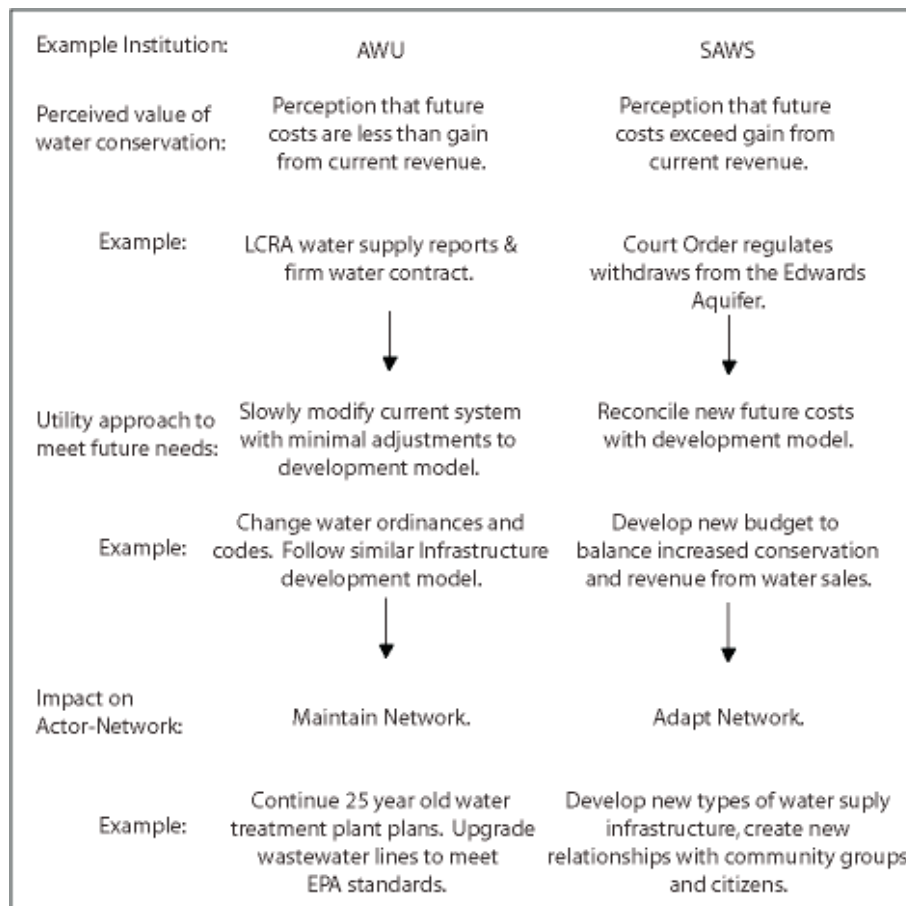 Example Institution: AWU SAWS
Perceived value of water conservation:
Perception that future
costs are less than gain
from current revenue.
Perception that future
costs exceed gain from
current revenue.
Example:
LCRA water supply reports &
firm water contract.
Court Order regulates
withdraws from the Edwards
Aquifer.
Utility approach to
meet future needs:
Slowly modify current system
with minimal adjustments to
development model.
Reconcile new future costs
with development model.
Example:
Change water ordinances and
codes. Follow similar Infrastructure
development model.
Develop new budget to
balance increased conservation
and revenue from water sales.
Impact on
Actor-Network:
Maintain Network.
Adapt Network.
Example:
Continue 25 year old water
treatment plant plans. Upgrade
wastewater lines to meet
EPA standards.
Develop new types of water suply
infrastructure, create new
relationships with community groups
and citizens.